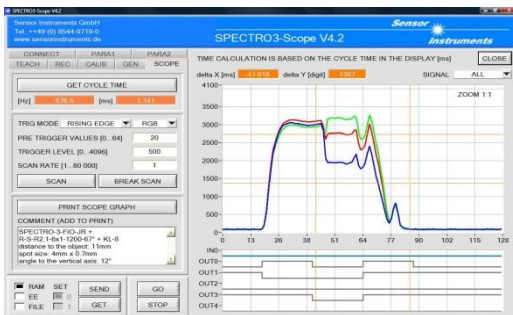 SPECTRO3-Scope V4.2
Sensor Instruments GmbH
Tel. ++49 (0) 8544-9719-0
www.sensorinstruments.de
SPECTRO3-Scope V4.2
Sensor
Instruments
CONNECT PARA1 PARA2
TEACH REC CALIB GEN SCOPE
GET CYCLE TIME
[Hz] 876.5 [ms] 1.141
TRIG MODE RISING EDGE RGB
PRE TRIGGER VALUES [0..64] 20
TRIGGER LEVEL [0..4096] 500
SCAN RATE [1..60 000] 1
SCAN BREAK SCAN
PRINT SCOPE GRAPH
COMMENT (ADD TO PRINT)
SPECTRO-3-FIO-JR +
R-S-R2.1-6x1-1200-67° + KL-8
distance to the object: 11mm
spot size: 4mm x 0.7mm
angle to the vertical axis: 12°
RAM SET SEND GO
EE 0
FILE 1 GET STOP
TIME CALCULATION IS BASED ON THE CYCLE TIME IN THE DISPLAY [ms] CLOSE
delta X [ms] 47.918 delta Y [digit] 1367 SIGNAL ALL
ZOOM 1:1
4100
3500
3000
2500
2000
1500
1000
500
0
0 13 26 39 51 64 77 90 102 115 128
IN0
OUT0
OUT1
OUT2
OUT3
OUT4